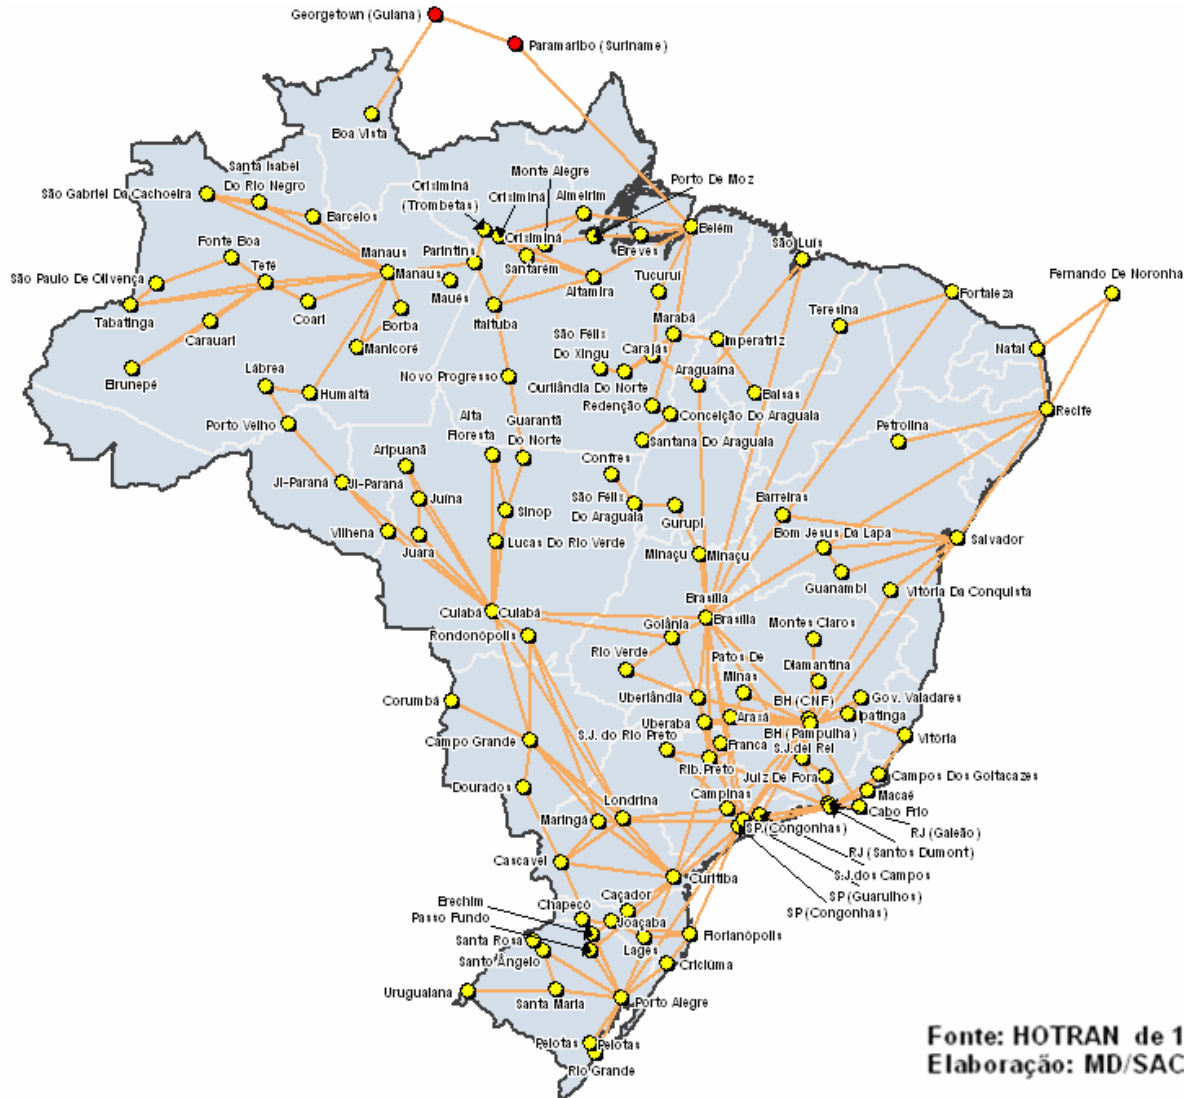 Georgetown (Guiana)
Paramaribo (Suriname)
Boa Vista
Santa Isabel
Do Rio Negro
São Gabriel Da Cachoeira
Barcelos
Monte Alegre
Oriximiná
(Trombetas)
Oriximiná
Almeirim
Porto De Moz
Oriximiná
Belém
Breves
São Luís
Fonte Boa
Manaus
Manaus
Parintins
Santarém
Tucuruí
Fernando De Noronha
São Paulo De Olivença
Tefé
Maués
Altamira
Teresina
Fortaleza
Tabatinga
Coari
Borba
Itaituba
Marabá
Carauari
Manicoré
São Félix
Do Xingu
Carajás
Imperatriz
Natal
Eirunepé
Lábrea
Humaitá
Novo Progresso
Ourilândia Do Norte
Araguaína
Balsas
Redenção
Conceição Do Araguaia
Recife
Porto Velho
Alta
Floresta
Guarantã
Do Norte
Santana Do Araguaia
Petrolina
Aripuanã
Confres
Ji-Paraná
Ji-Paraná
Juína
São Félix
Do Araguaia
Gurupi
Barreiras
Sinop
Vilhena
Juara
Lucas Do Rio Verde
Bom Jesus Da Lapa
Salvador
Minaçu
Minaçu
Guanambi
Vitória Da Conquista
Brasília
Brasília
Cuiabá
Cuiabá
Rondonópolis
Goiânia
Montes Claros
Rio Verde
Patos De
Minas
Diamantina
Corumbá
Uberlândia
BH (CNF)
Gov. Valadares
Uberaba
Araxá
Ipatinga
S.J. do Rio Preto
Franca
BH (Pampulha)
Vitória
Campo Grande
S.J.del Rei
Rib. Preto
Juiz De Fora
Campos Dos Goitacazes
Dourados
Londrina
Campinas
Macaé
Cabo Frio
Maringá
SP (Congonhas)
RJ (Galeão)
RJ (Santos Dumont)
Cascavel
Curitiba
S.J.dos Campos
SP (Guarulhos)
SP (Congonhas)
Erechim
Passo Fundo
Chapecó
Caçador
Joaçaba
Santa Rosa
Santo Ângelo
Lages
Florianópolis
Criciúma
Uruguaiana
Santa Maria
Porto Alegre
Pelotas
Pelotas
Rio Grande
Fonte: HOTRAN de 1
Elaboração: MD/SAC